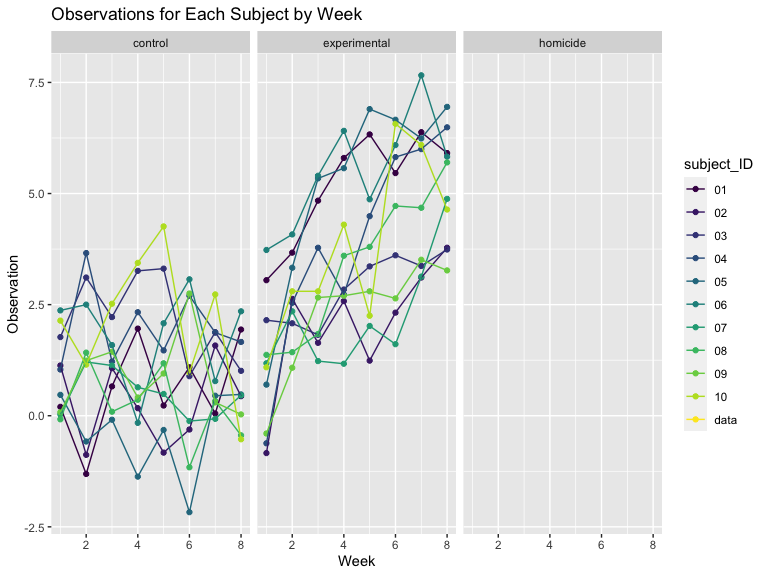 Observations for Each Subject by Week
control experimental homicide
7.5
5.0
2.5
0.0
-2.5
Observation
2 4 6 8 2 4 6 8 2 4 6 8
Week
subject_ID
01
02
03
04
05
06
07
08
09
10
data